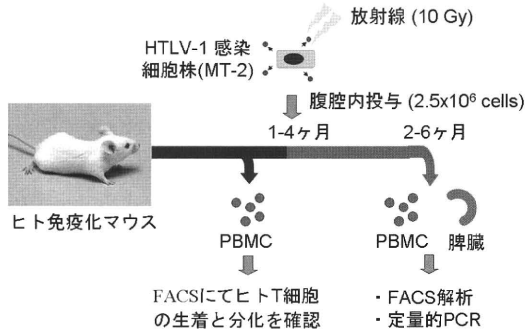 放射線 (10 Gy)
HTLV-1 感染
細胞株(MT-2)
腹腔内投与 (2.5x10⁶ cells)
1-4ヶ月
2-6ヶ月
ヒト免疫化マウス
PBMC
PBMC
脾臓
FACSにてヒトT細胞
の生着と分化を確認
・FACS解析
・定量的PCR